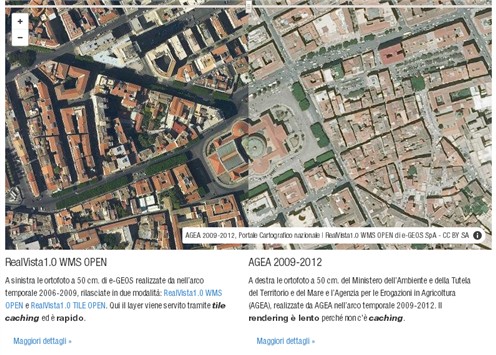 +
−
AGEA 2009-2012, Portale Cartografico nazionale | RealVista1.0 WMS OPEN di e-GEOS SpA - CC BY SA
RealVista1.0 WMS OPEN
A sinistra le ortofoto a 50 cm. di e-GEOS realizzate da nell'arco
temporale 2006-2009, rilasciate in due modalità: RealVista1.0 WMS
OPEN e RealVista1.0 TILE OPEN. Qui il layer viene servito tramite tile
caching ed è rapido.
Maggiori dettagli »
AGEA 2009-2012
A destra le ortofoto a 50 cm. del Ministero dell'Ambiente e della Tutela
del Territorio e del Mare e l'Agenzia per le Erogazioni in Agricoltura
(AGEA), realizzate da AGEA nell'arco temporale 2009-2012. Il
rendering è lento perché non c'è caching.
Maggiori dettagli »